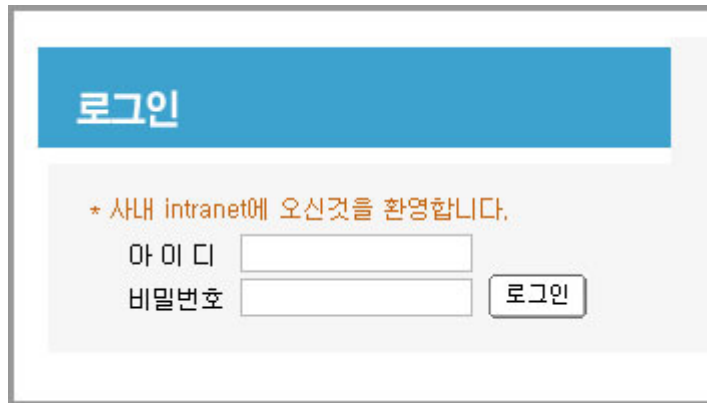 로그인
* 사내 intranet에 오신것을 환영합니다.
아 이 디
비밀번호 로그인